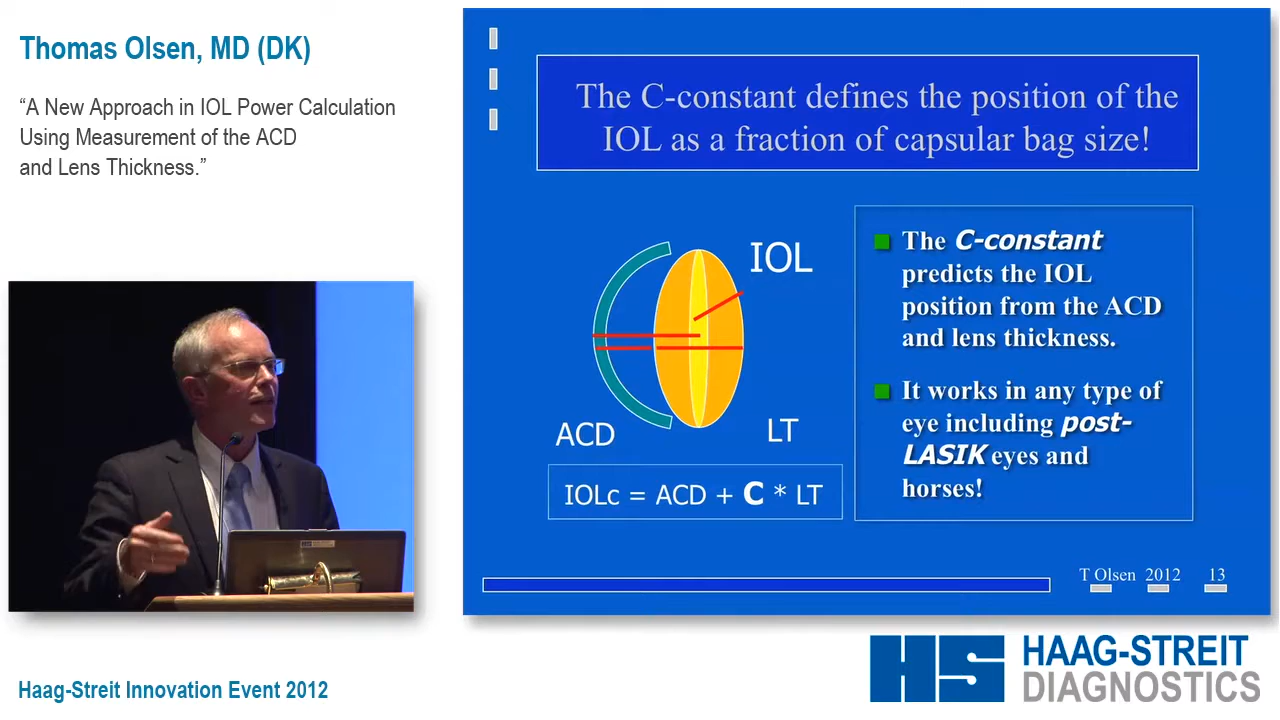 Thomas Olsen, MD (DK)
“A New Approach in IOL Power Calculation
Using Measurement of the ACD
and Lens Thickness.”
The C-constant defines the position of the
IOL as a fraction of capsular bag size!
IOL
ACD
LT
IOLc = ACD + C * LT
The C-constant
predicts the IOL
position from the ACD
and lens thickness.
It works in any type of
eye including post-
LASIK eyes and
horses!
T Olsen 2012 13
Haag-Streit Innovation Event 2012
HS HAAG-STREIT
DIAGNOSTICS